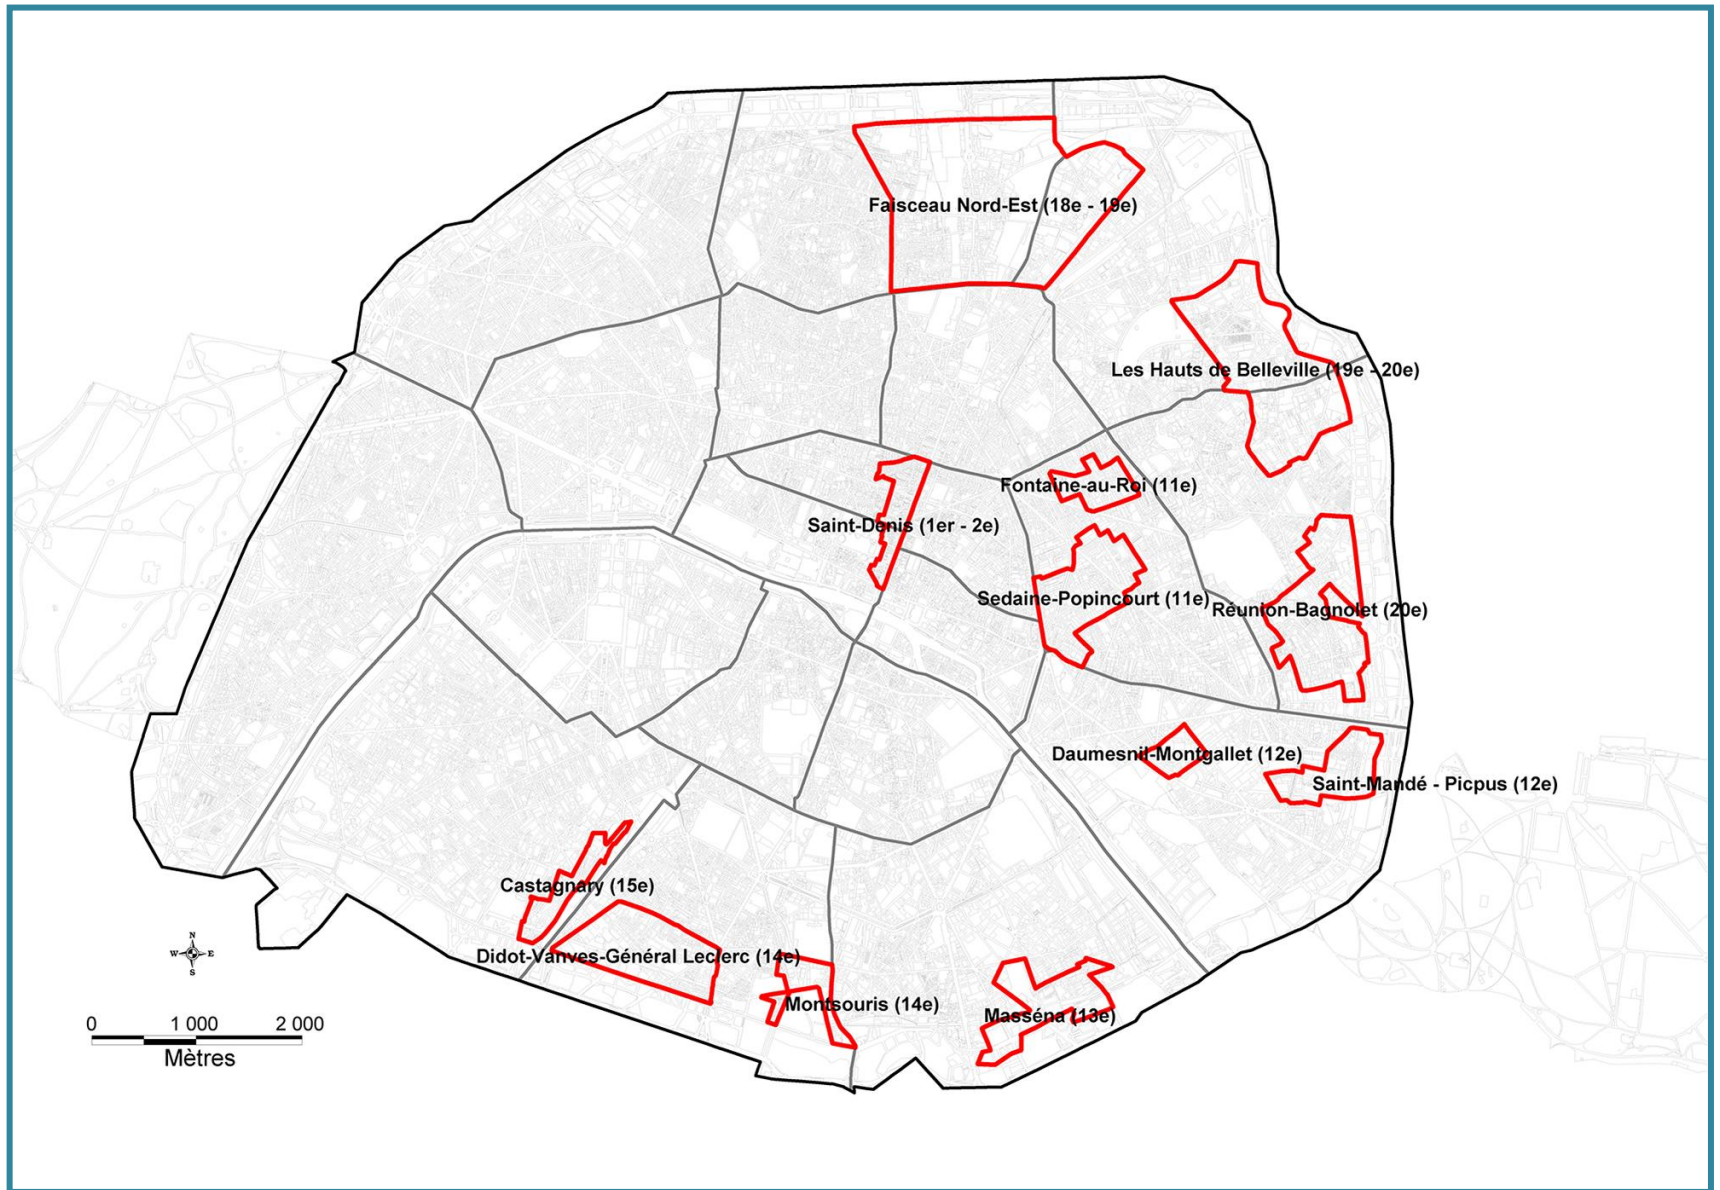 Faisceau Nord-Est (18e - 19e)
Les Hauts de Belleville (19e - 20e)
Fontaine-au-Roi (11e)
Saint-Denis (1er - 2e)
Sedaine-Popincourt (11e)
Réunion-Bagnolet (20e)
Daumesnil-Montgallet (12e)
Saint-Mandé - Picpus (12e)
Castagnary (15e)
Didot-Vanves-Général Leclerc (14e)
Montsouris (14e)
Masséna (13e)
N
W E
S
0 1 000 2 000
Mètres